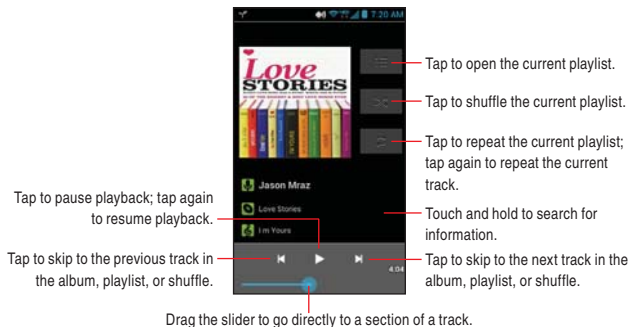 7:20 AM
Love
STORIES
Tap to open the current playlist.
Tap to shuffle the current playlist.
Tap to repeat the current playlist;
tap again to repeat the current
track.
Jason Mraz
Love Stories
I m Yours
Touch and hold to search for
information.
Tap to pause playback; tap again
to resume playback.
Tap to skip to the previous track in
the album, playlist, or shuffle.
Tap to skip to the next track in the
album, playlist, or shuffle.
4:04
Drag the slider to go directly to a section of a track.